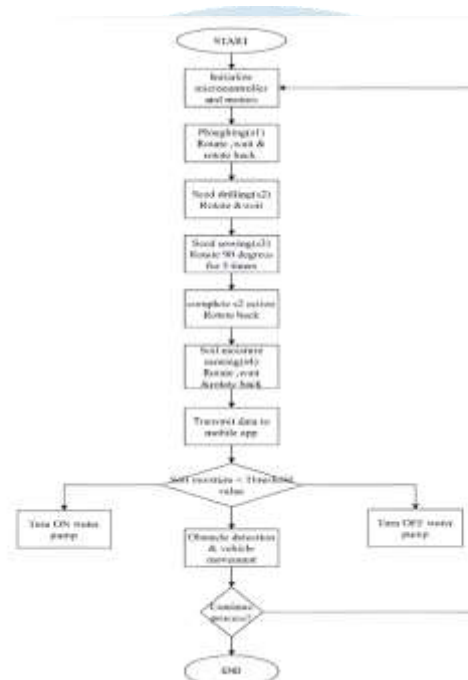 START
Initialize
microcontroller
and motors
Ploughing(s1)
Rotate ,wait &
rotate back
Seed drilling(s2)
Rotate & wait
Seed sowing(s3)
Rotate 90 degrees
for 5 times
complete s2 action
Rotate back
Soil moisture
sensing(s4)
Rotate ,wait
&rotate back
Transmit data to
mobile app
Soil moisture < Threshold
value
Turn ON water
pump
Turn OFF water
pump
Obstacle detection
& vehicle
movement
Continue
process?
END